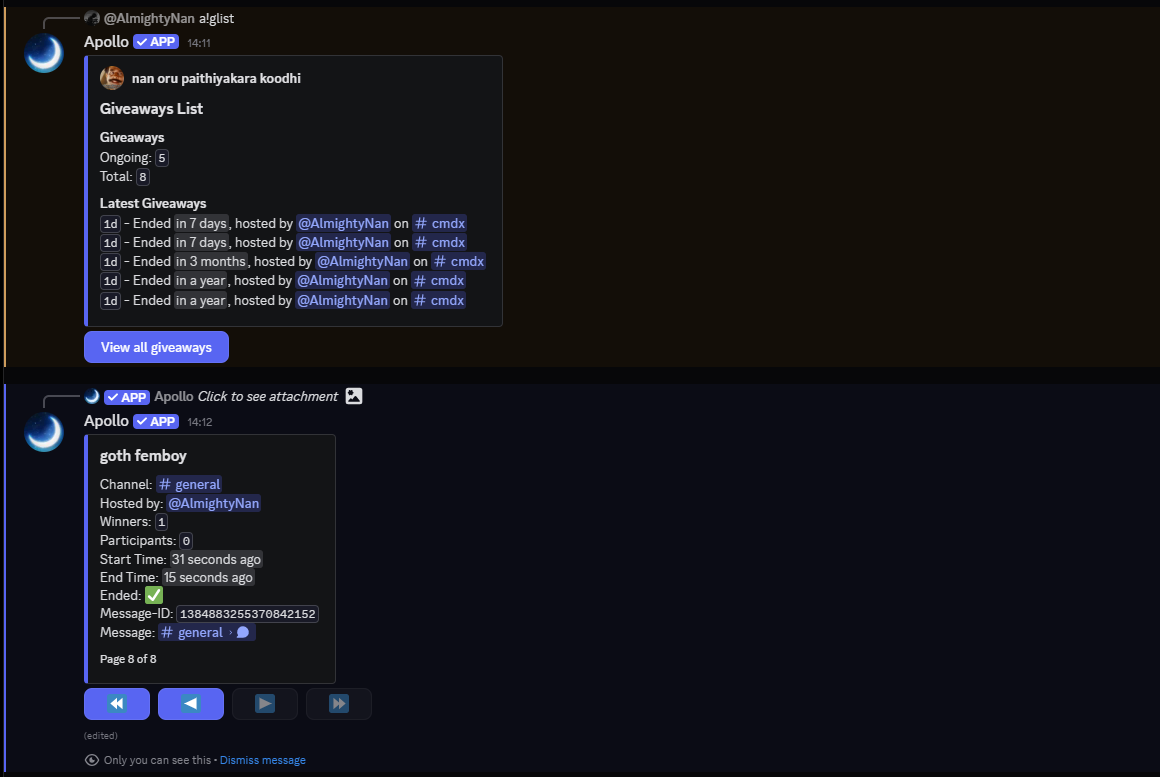 @AlmightyNan a!glist
Apollo ✓ APP 14:11
nan oru paithiyakara koodhi
Giveaways List
Giveaways
Ongoing: 5
Total: 8
Latest Giveaways
1d - Ended in 7 days, hosted by @AlmightyNan on # cmdx
1d - Ended in 7 days, hosted by @AlmightyNan on # cmdx
1d - Ended in 3 months, hosted by @AlmightyNan on # cmdx
1d - Ended in a year, hosted by @AlmightyNan on # cmdx
1d - Ended in a year, hosted by @AlmightyNan on # cmdx
View all giveaways
✓ APP Apollo Click to see attachment
Apollo ✓ APP 14:12
goth femboy
Channel: # general
Hosted by: @AlmightyNan
Winners: 1
Participants: 0
Start Time: 31 seconds ago
End Time: 15 seconds ago
Ended: ✅
Message-ID: 1384883255370842152
Message: # general ›
Page 8 of 8
(edited)
Only you can see this • Dismiss message